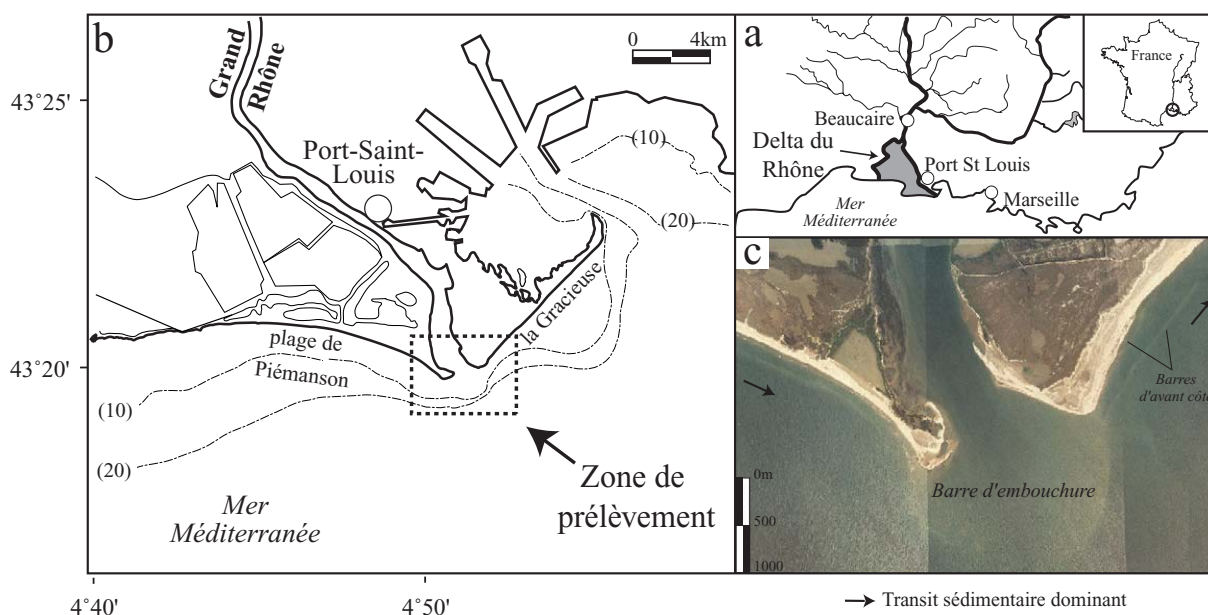 b
Grand
Rhône
0 4km
43°25'
Port-Saint-
Louis
(10)
(20)
la Gracieuse
plage de
Piémanson
43°20'
(10)
(20)
Zone de
prélèvement
Mer
Méditerranée
4°40'
4°50'
a
France
Beaucaire
Delta du
Rhône
Port St Louis
Marseille
Mer
Méditerranée
c
Barres
d'avant côte
Barre d'embouchure
0m
500
1000
Transit sédimentaire dominant